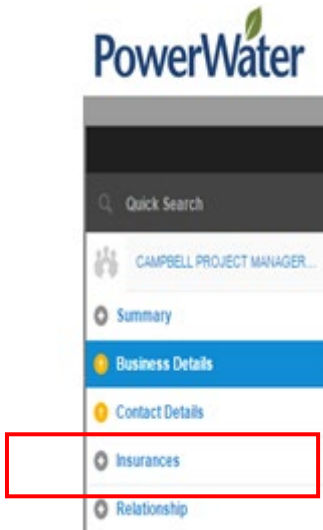 PowerWater
Quick Search
CAMPBELL PROJECT MANAGER...
Summary
Business Details
Contact Details
Insurances
Relationship